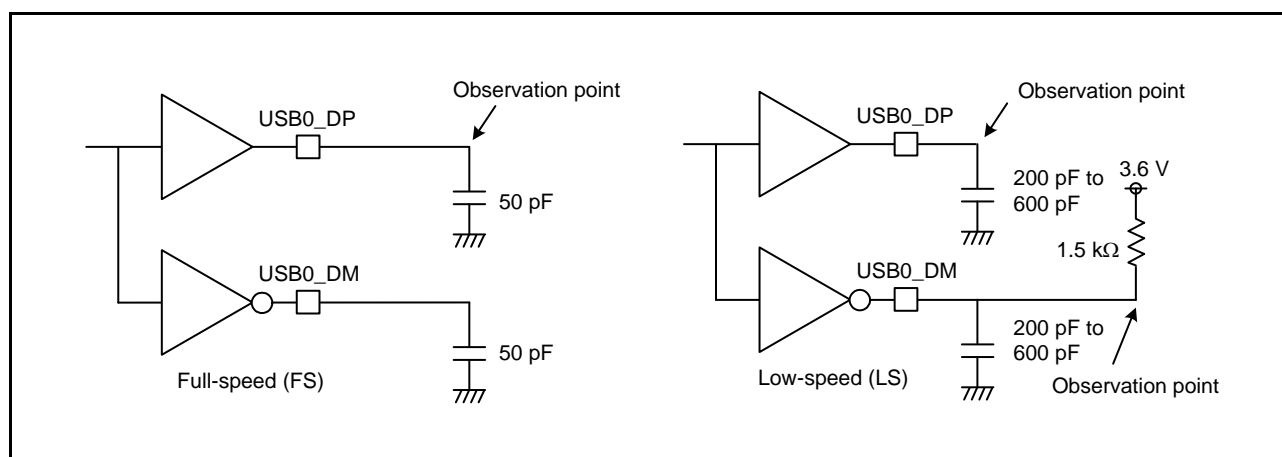 Observation point
USB0_DP
50 pF
USB0_DM
50 pF
Full-speed (FS)
Observation point
USB0_DP
200 pF to
600 pF
3.6 V
1.5 kΩ
USB0_DM
200 pF to
600 pF
Low-speed (LS)
Observation point